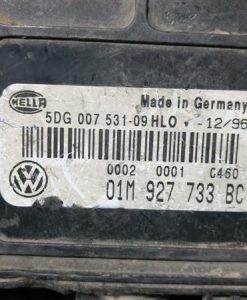 HELLA
Made in Germany
5DG 007 531-09 HLO - 12/96
0002 0001 C460
01M 927 733 BC